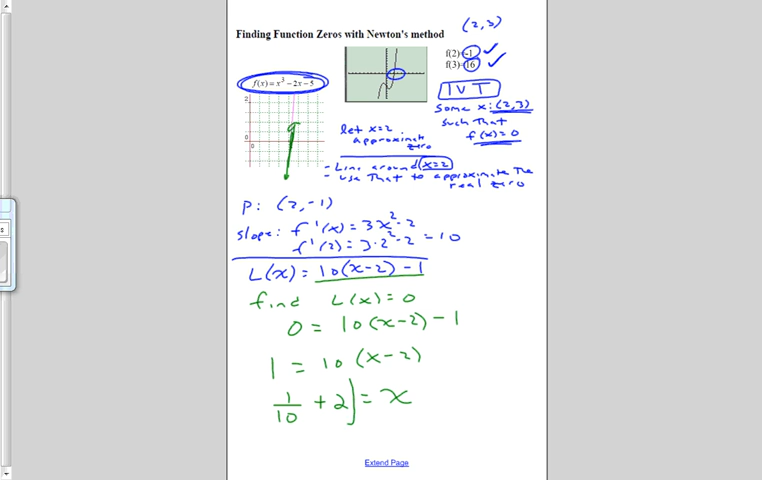 (2,3)
Finding Function Zeros with Newton's method
f(2)=-1 ✓
f(3)=16 ✓
f(x)=x³-2x-5
IVT
Some x: (2,3)
such that
f(x)=0
2
0
0
let x=2
approximate
zero
- Line around x=2
- use that to approximate the
real zero
P: (2,-1)
slope: f'(x) = 3x²-2
f'(2) = 3·2²-2 = 10
L(x) = 10(x-2)-1
find L(x)=0
0 = 10(x-2)-1
1 = 10(x-2)
1/10 + 2 = x
Extend Page